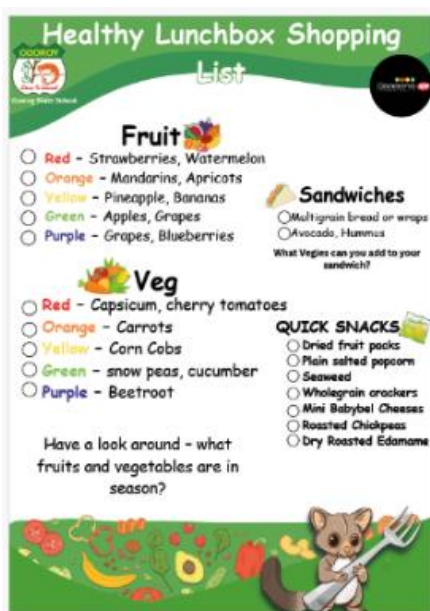 Healthy Lunchbox Shopping
List
Fruit
Red - Strawberries, Watermelon
Orange - Mandarins, Apricots
Yellow - Pineapple, Bananas
Green - Apples, Grapes
Purple - Grapes, Blueberries
Sandwiches
Multigrain bread or wraps
Avocado, Hummus
What Vegies can you add to your
sandwich?
Veg
Red - Capsicum, cherry tomatoes
Orange - Carrots
Yellow - Corn Cobs
Green - snow peas, cucumber
Purple - Beetroot
QUICK SNACKS
Dried fruit packs
Plain salted popcorn
Seaweed
Wholegrain crackers
Mini Babybel Cheeses
Roasted Chickpeas
Dry Roasted Edamame
Have a look around - what
fruits and vegetables are in
season?